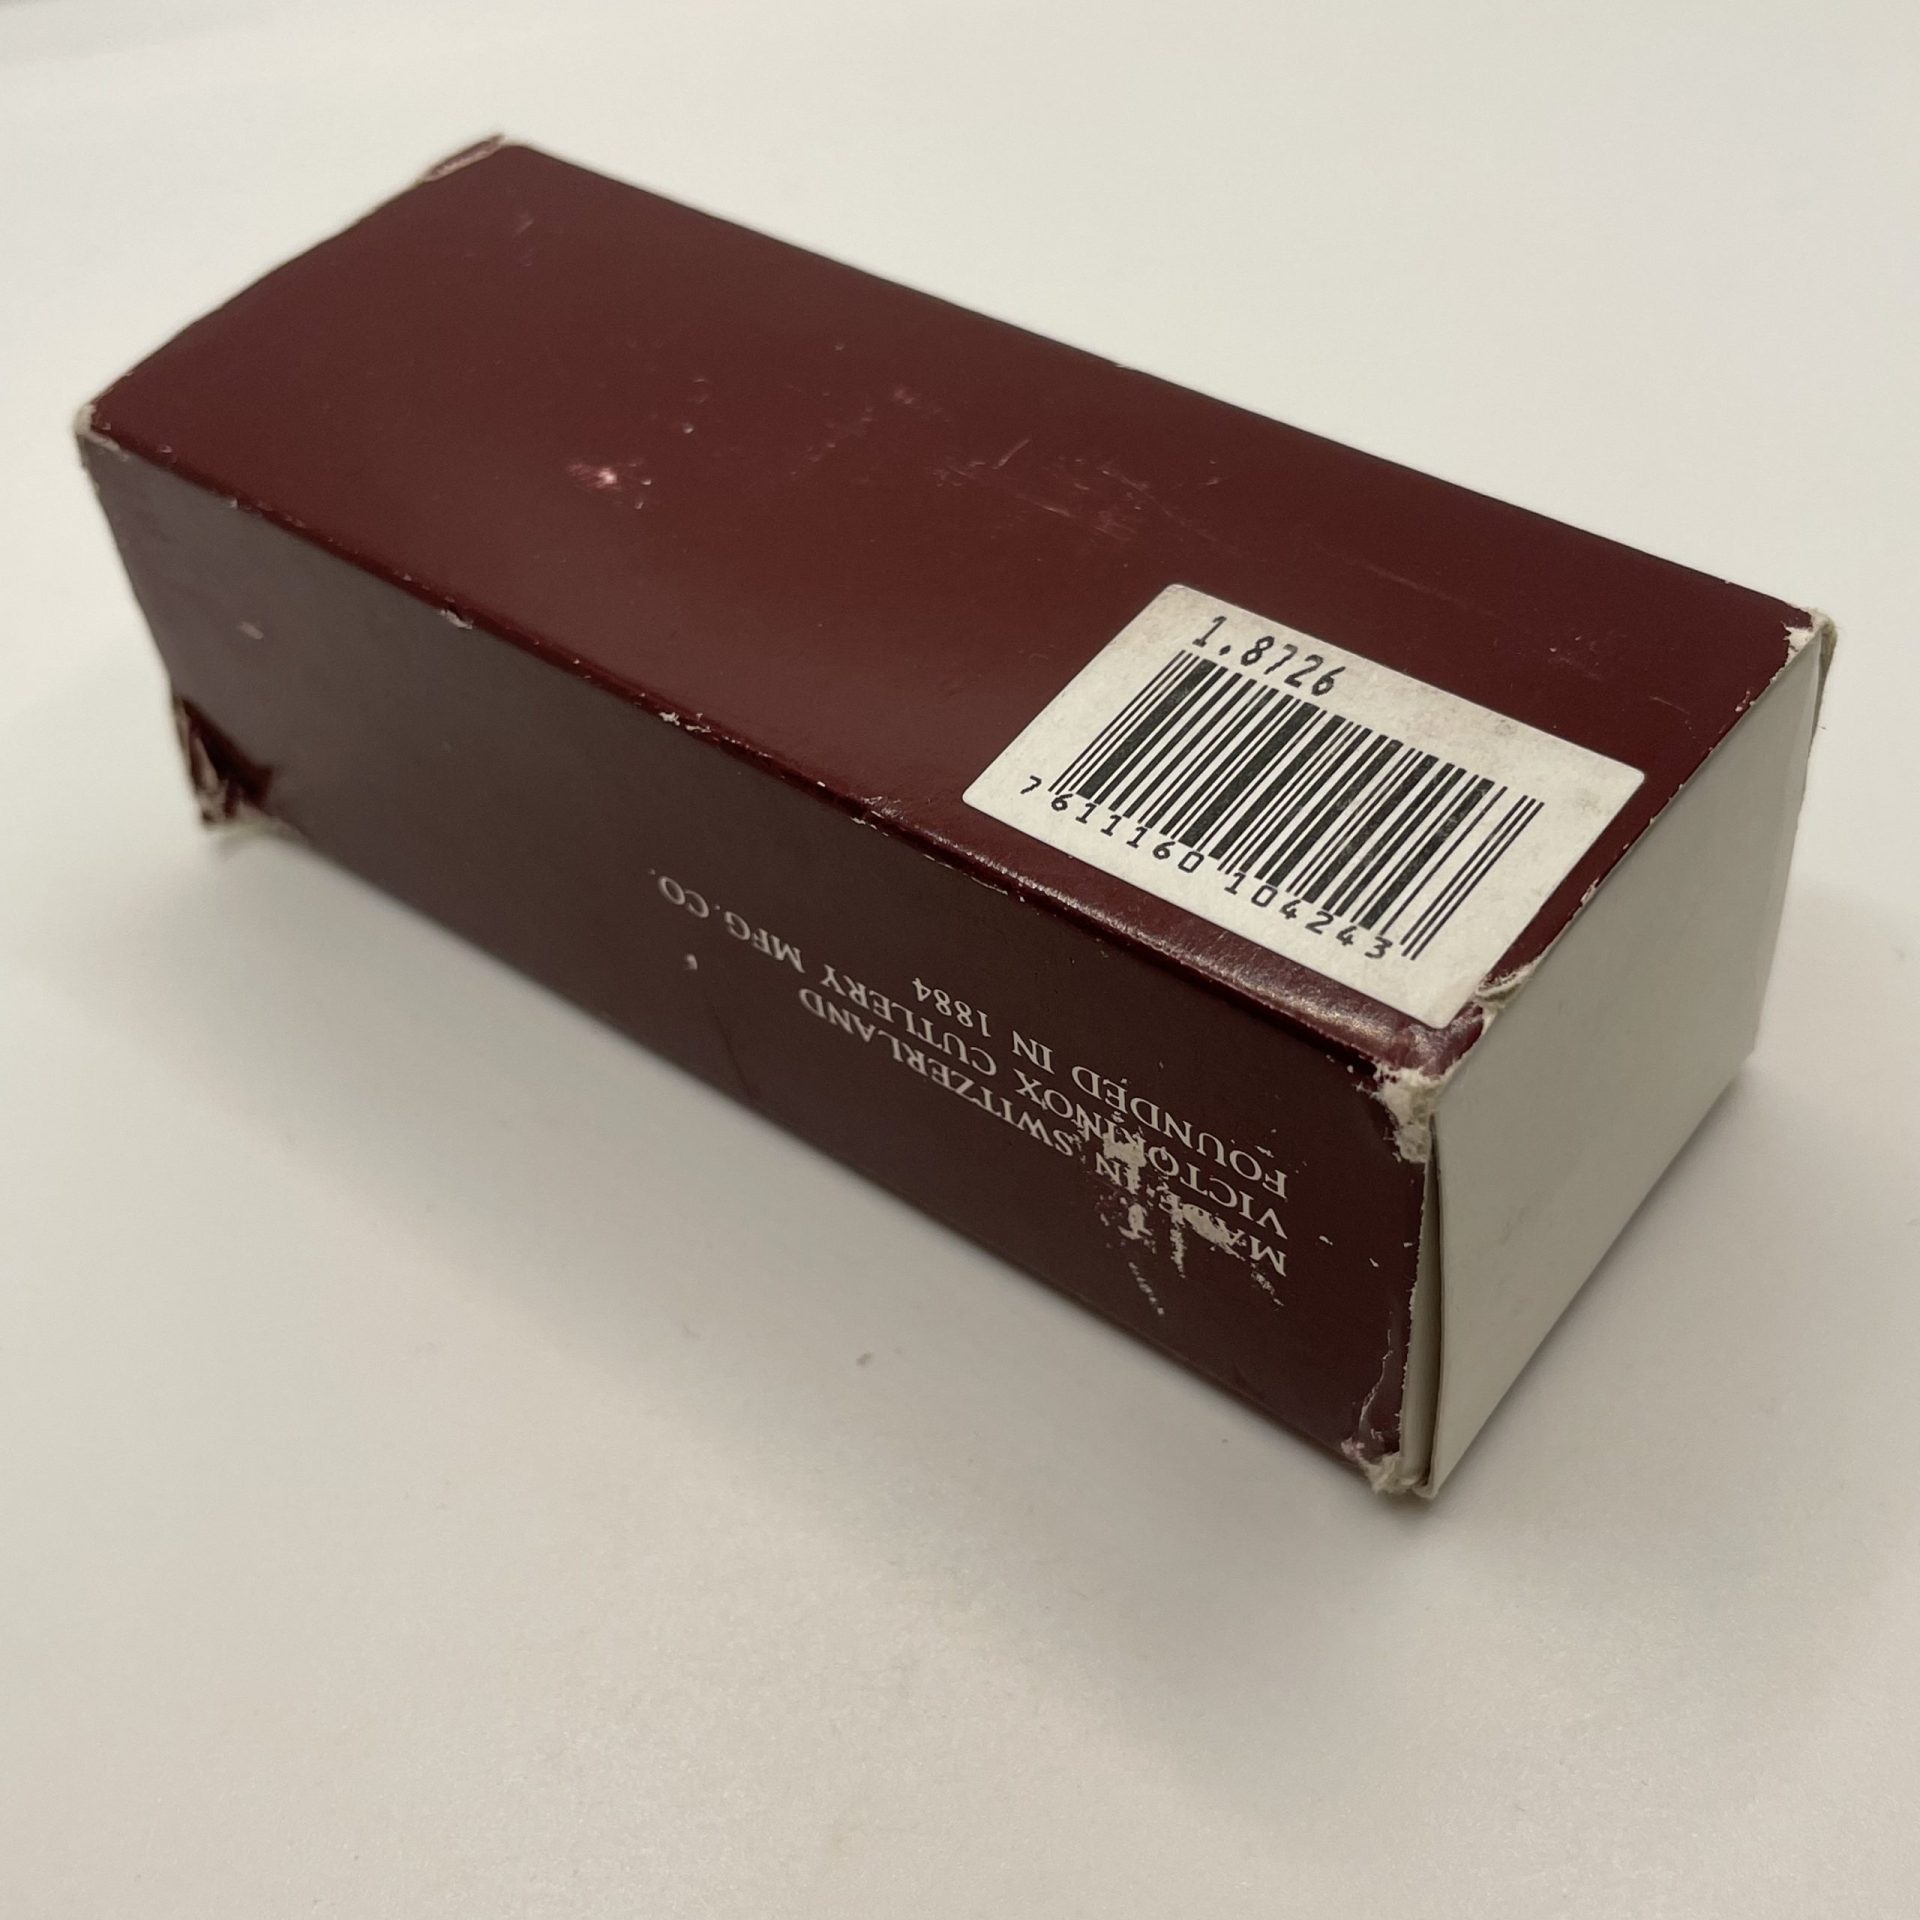 1.8726
7 611160 104243
FOUNDED IN 1884
VICTORINOX CUTLERY MFG.CO.
MADE IN SWITZERLAND